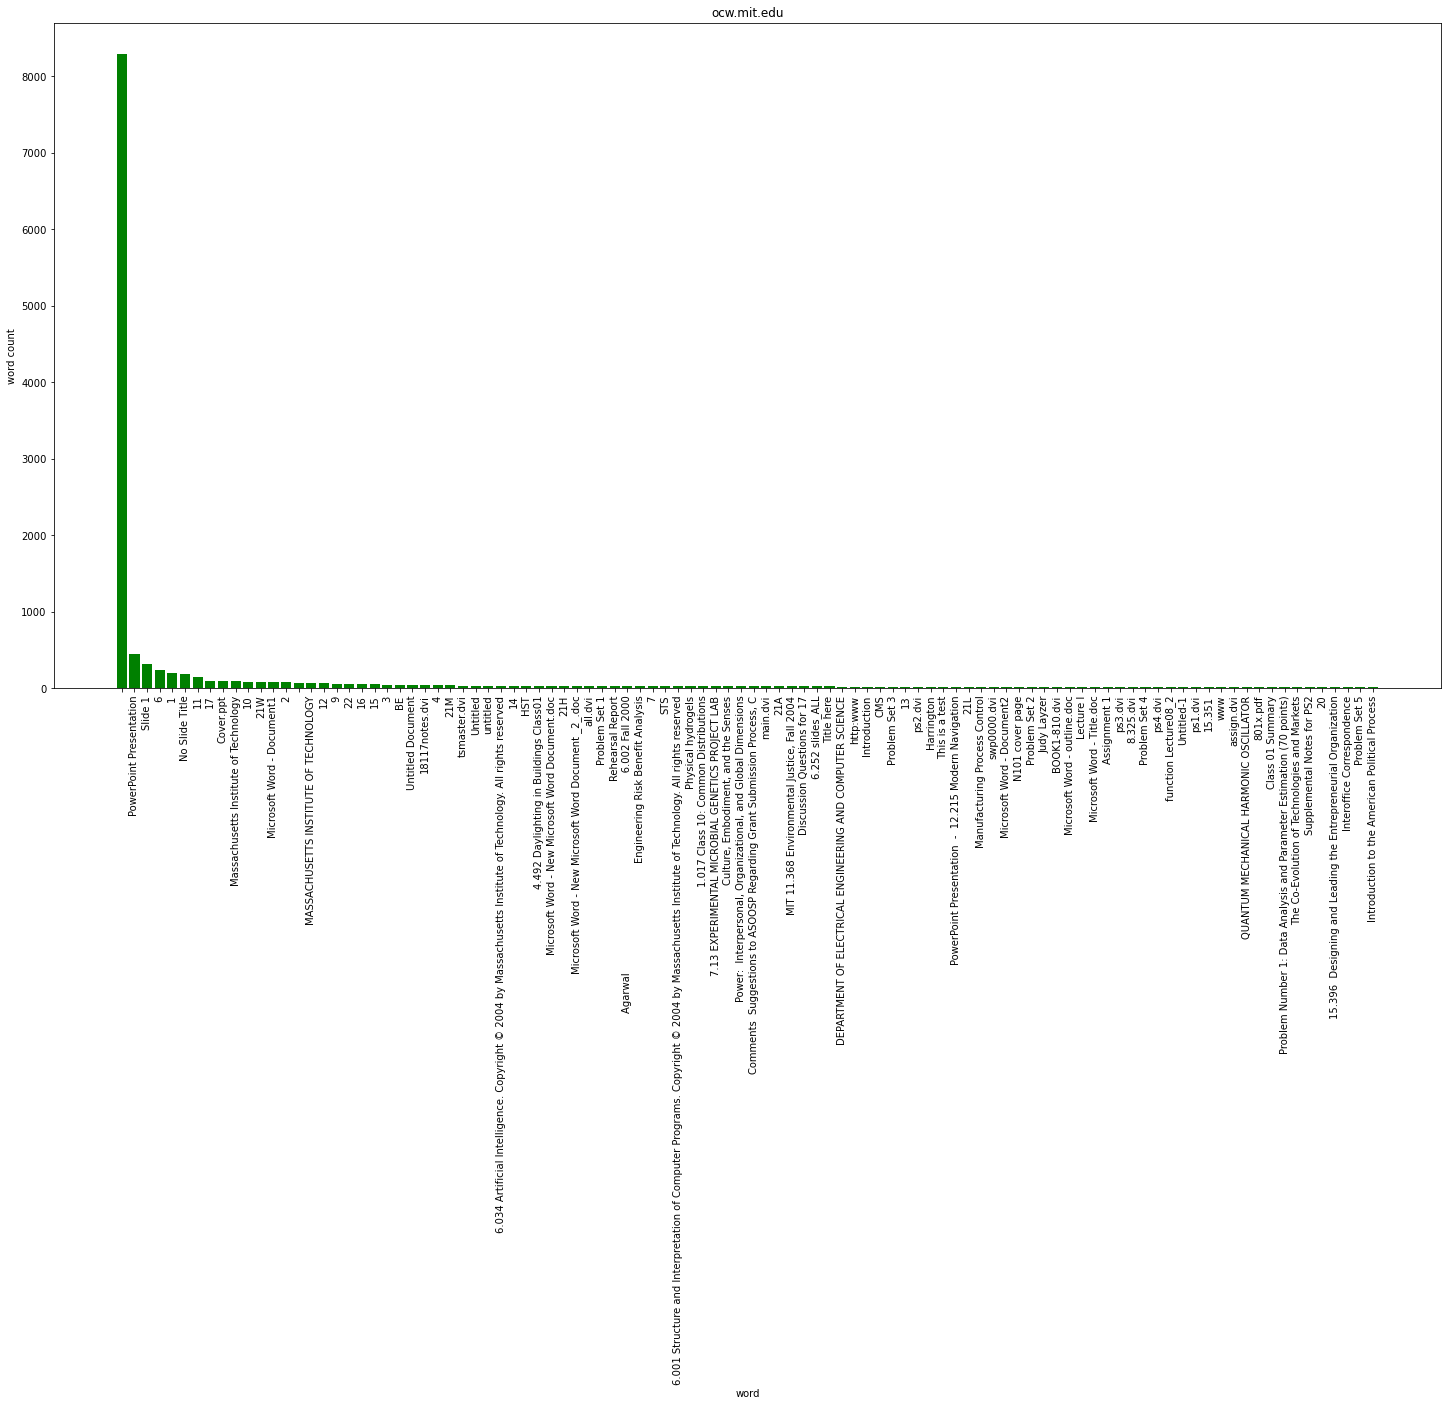 ocw.mit.edu
8000
7000
6000
5000
4000
3000
2000
1000
0
word count
PowerPoint Presentation
Slide 1
6
1
No Slide Title
11
17
Cover.ppt
Massachusetts Institute of Technology
10
21W
Microsoft Word - Document1
2
MASSACHUSETTS INSTITUTE OF TECHNOLOGY
12
9
22
16
15
3
BE
Untitled Document
18117notes.dvi
4
21M
tsmaster.dvi
Untitled
untitled
6.034 Artificial Intelligence. Copyright © 2004 by Massachusetts Institute of Technology. All rights reserved
14
HST
4.492 Daylighting in Buildings Class01
Microsoft Word - New Microsoft Word Document.doc
21H
Microsoft Word - New Microsoft Word Document _2_.doc
all.dvi
Problem Set 1
Rehearsal Report
6.002 Fall 2000
Agarwal
Engineering Risk Benefit Analysis
7
STS
6.001 Structure and Interpretation of Computer Programs. Copyright © 2004 by Massachusetts Institute of Technology. All rights reserved
Physical hydrogels
1.017 Class 10: Common Distributions
7.13 EXPERIMENTAL MICROBIAL GENETICS PROJECT LAB
Culture, Embodiment, and the Senses
Power: Interpersonal, Organizational, and Global Dimensions
Comments Suggestions to ASOOSP Regarding Grant Submission Process, C
main.dvi
21A
MIT 11.368 Environmental Justice, Fall 2004
Discussion Questions for 17
6.252 slides_ALL
Title here
DEPARTMENT OF ELECTRICAL ENGINEERING AND COMPUTER SCIENCE
http:www
Introduction
CMS
Problem Set 3
13
ps2.dvi
Harrington
This is a test
PowerPoint Presentation - 12.215 Modern Navigation
21L
Manufacturing Process Control
swp0000.dvi
Microsoft Word - Document2
N101 cover page
Problem Set 2
Judy Layzer
BOOK1-810.dvi
Microsoft Word - outline.doc
Lecture I
Microsoft Word - Title.doc
Assignment 1
ps3.dvi
8.325.dvi
Problem Set 4
ps4.dvi
function Lecture08_2
Untitled-1
ps1.dvi
15.351
www
assign.dvi
QUANTUM MECHANICAL HARMONIC OSCILLATOR
801x.pdf
Class 01 Summary
Problem Number 1: Data Analysis and Parameter Estimation (70 points)
The Co-Evolution of Technologies and Markets
Supplemental Notes for PS2
20
15.396 Designing and Leading the Entrepreneurial Organization
Interoffice Correspondence
Problem Set 5
Introduction to the American Political Process
word